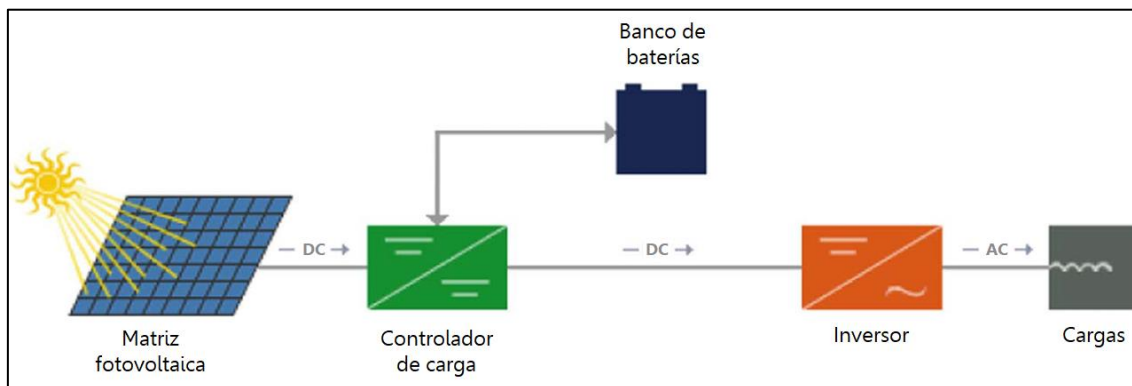 Banco de
baterías
— DC →
— DC →
— AC →
Matriz
fotovoltaica
Controlador
de carga
Inversor
Cargas